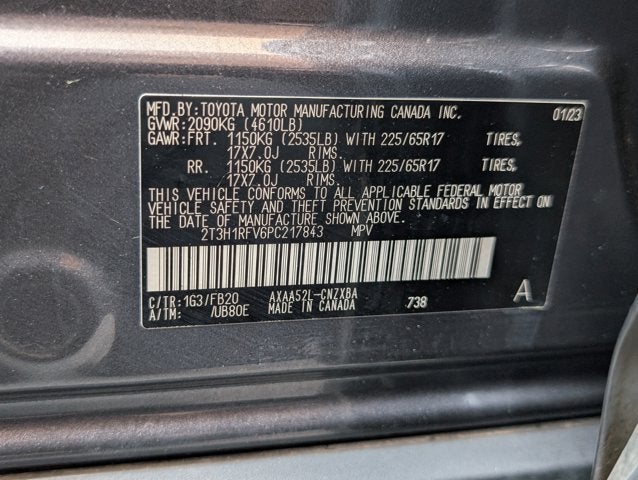 MFD.BY:TOYOTA MOTOR MANUFACTURING CANADA INC. 01/23
GVWR:2090KG (4610LB)
GAWR:FRT. 1150KG (2535LB) WITH 225/65R17 TIRES,
17X7.0J RIMS.
RR. 1150KG (2535LB) WITH 225/65R17 TIRES,
17X7.0J RIMS.
THIS VEHICLE CONFORMS TO ALL APPLICABLE FEDERAL MOTOR
VEHICLE SAFETY AND THEFT PREVENTION STANDARDS IN EFFECT ON
THE DATE OF MANUFACTURE SHOWN ABOVE.
2T3H1RFV6PC217843 MPV
C/TR:1G3/FB20 AXAA52L-CNZXBA 738 A
A/TM: /UB80E MADE IN CANADA